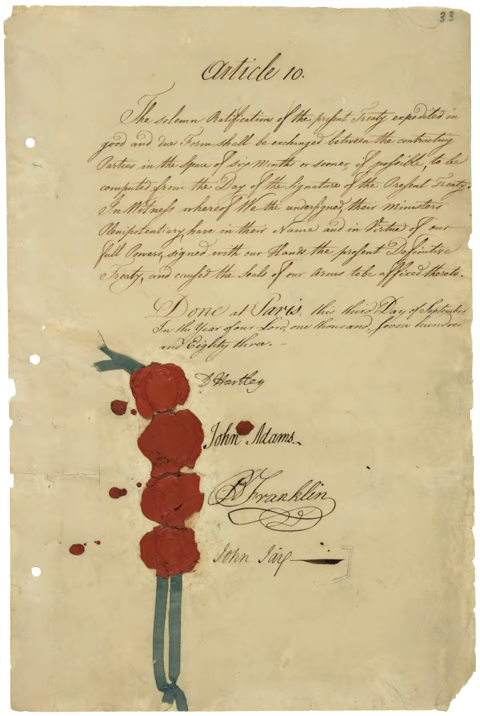 33
Article 10.
The solemn Ratifications of the present Treaty expedited in
good and due Form shall be exchanged between the contracting
Parties in the Space of Six Months or sooner, if possible, to be
computed from the Day of the Signature of the Present Treaty.
In Witness whereof We the undersigned, their Ministers
Plenipotentiary, have in their Name and in Virtue of our
full Powers, signed with our Hands the present Definitive
Treaty, and caused the Seals of our Arms to be affixed thereto.
Done at Paris, this third Day of September,
In the Year of our Lord, one thousand, seven hundred
and Eighty three.—
D Hartley
John Adams.
B Franklin
John Jay